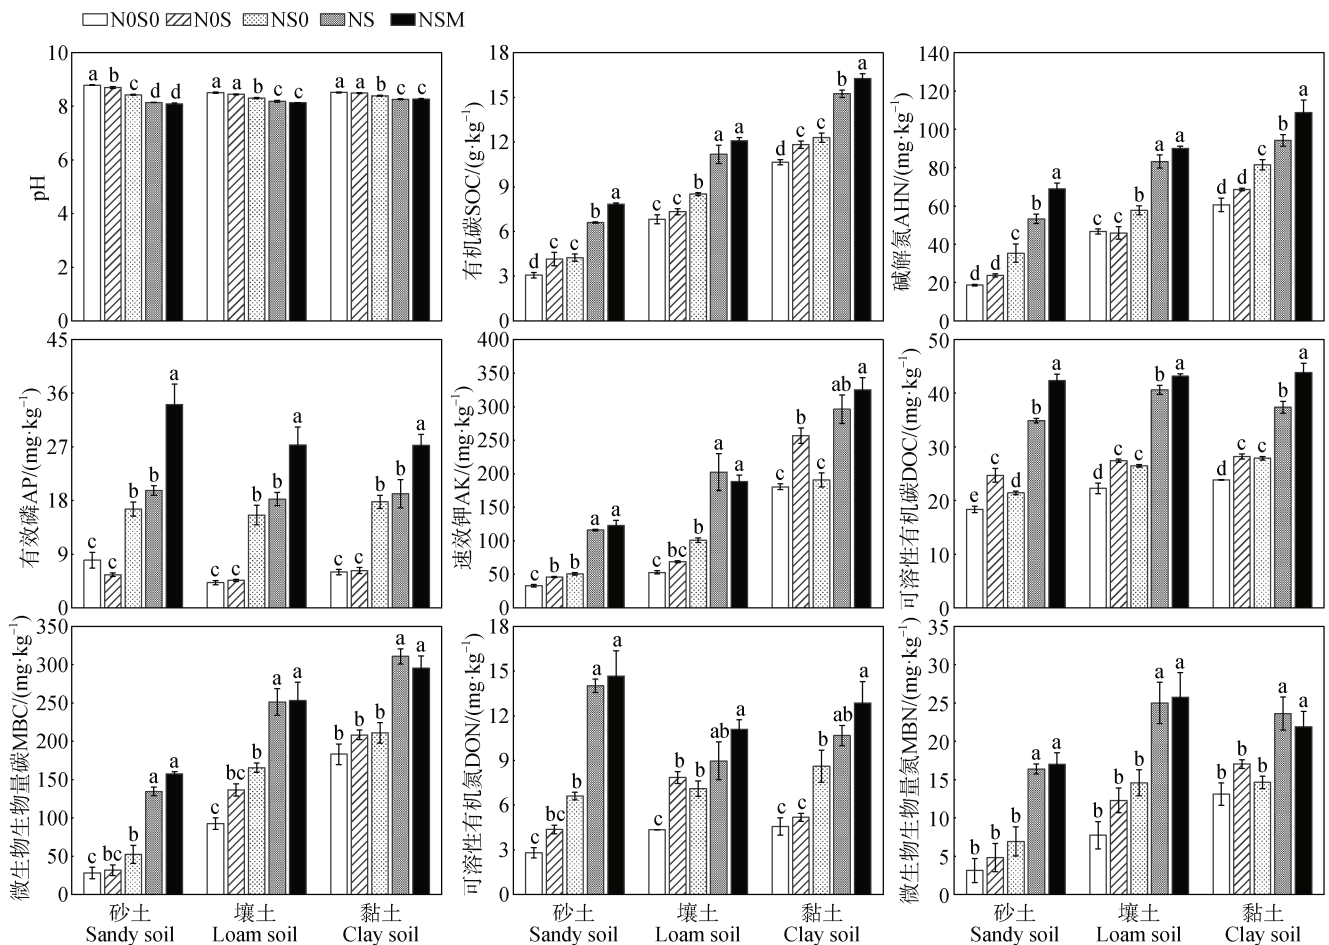 N0S0 N0S NS0 NS NSM
10
8
6
4
2
0
pH
a b c d d a a b c c a a b c c
18
15
12
9
6
3
0
有机碳SOC/(g·kg⁻¹)
d c c b a c c b a a d c c b a
140
120
100
80
60
40
20
0
碱解氮AHN/(mg·kg⁻¹)
d d c b a c c b a a d d c b a
45
36
27
18
9
0
有效磷AP/(mg·kg⁻¹)
c c b b a c c b b a c c b b a
400
350
300
250
200
150
100
50
0
速效钾AK/(mg·kg⁻¹)
c b b a a c bc b a a c b c ab a
50
40
30
20
10
0
可溶性有机碳DOC/(mg·kg⁻¹)
e c d b a d c c b a d c c b a
350
300
250
200
150
100
50
0
微生物生物量碳MBC/(mg·kg⁻¹)
c bc b a a c bc b a a b b b a a
砂土 壤土 黏土
Sandy soil Loam soil Clay soil
18
15
12
9
6
3
0
可溶性有机氮DON/(mg·kg⁻¹)
c bc b a a c b b ab a c c b ab a
砂土 壤土 黏土
Sandy soil Loam soil Clay soil
35
30
25
20
15
10
5
0
微生物生物量氮MBN/(mg·kg⁻¹)
b b b a a b b b a a b b b a a
砂土 壤土 黏土
Sandy soil Loam soil Clay soil